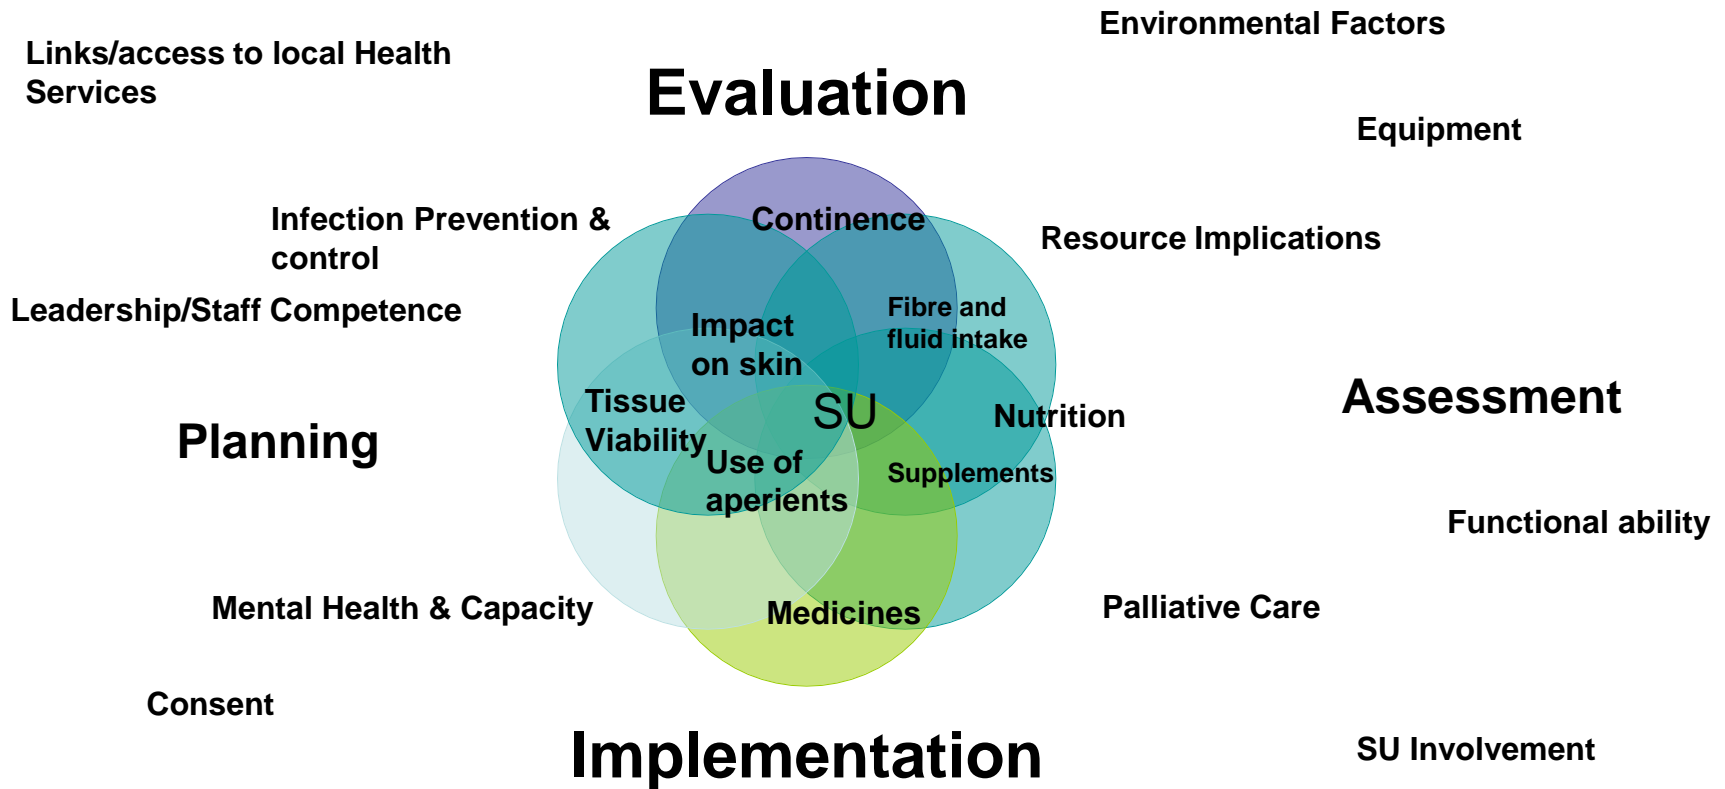 Environmental Factors
Links/access to local Health
Services
Evaluation
Equipment
Infection Prevention &
control
Continence
Resource Implications
Leadership/Staff Competence
Fibre and
fluid intake
Impact
on skin
Assessment
Tissue
Viability
SU
Nutrition
Planning
Use of
aperients
Supplements
Functional ability
Mental Health & Capacity
Medicines
Palliative Care
Consent
Implementation
SU Involvement